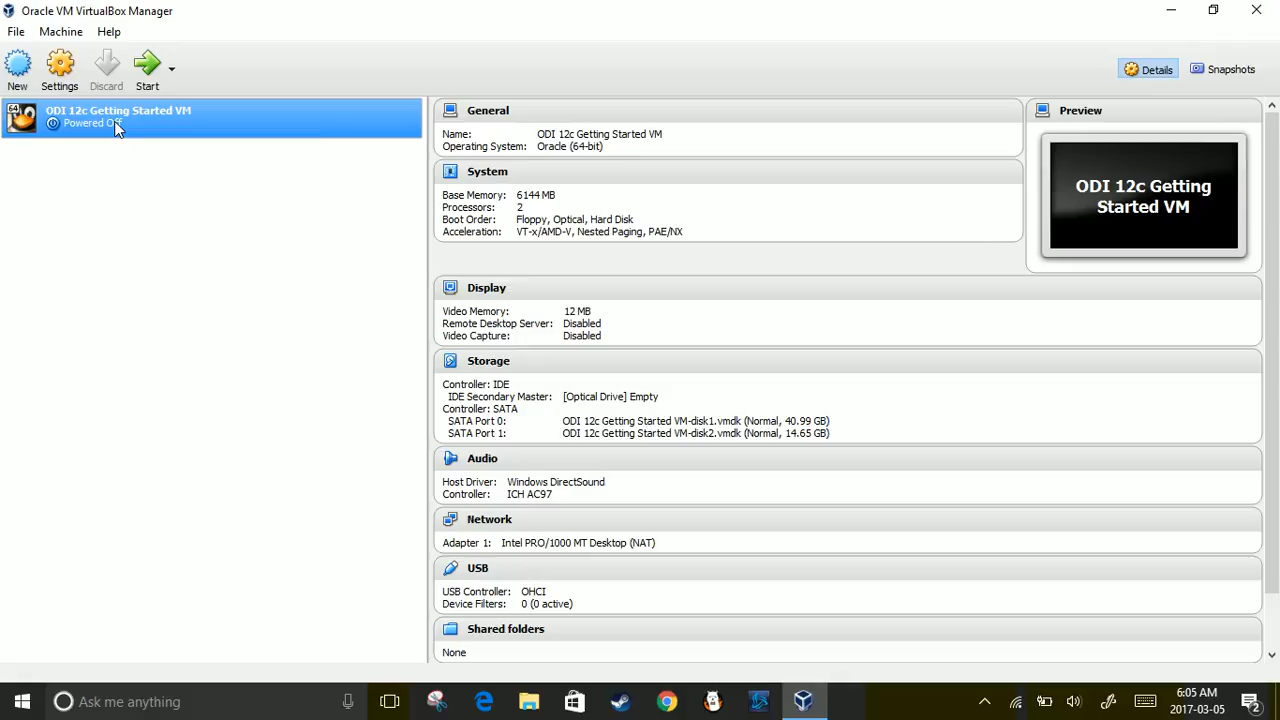 Oracle VM VirtualBox Manager
File Machine Help
New Settings Discard Start
Details Snapshots
64
ODI 12c Getting Started VM
Powered Off
General
Name: ODI 12c Getting Started VM
Operating System: Oracle (64-bit)
System
Base Memory: 6144 MB
Processors: 2
Boot Order: Floppy, Optical, Hard Disk
Acceleration: VT-x/AMD-V, Nested Paging, PAE/NX
Preview
ODI 12c Getting
Started VM
Display
Video Memory: 12 MB
Remote Desktop Server: Disabled
Video Capture: Disabled
Storage
Controller: IDE
IDE Secondary Master: [Optical Drive] Empty
Controller: SATA
SATA Port 0: ODI 12c Getting Started VM-disk1.vmdk (Normal, 40.99 GB)
SATA Port 1: ODI 12c Getting Started VM-disk2.vmdk (Normal, 14.65 GB)
Audio
Host Driver: Windows DirectSound
Controller: ICH AC97
Network
Adapter 1: Intel PRO/1000 MT Desktop (NAT)
USB
USB Controller: OHCI
Device Filters: 0 (0 active)
Shared folders
None
Ask me anything
6:05 AM
2017-03-05
2